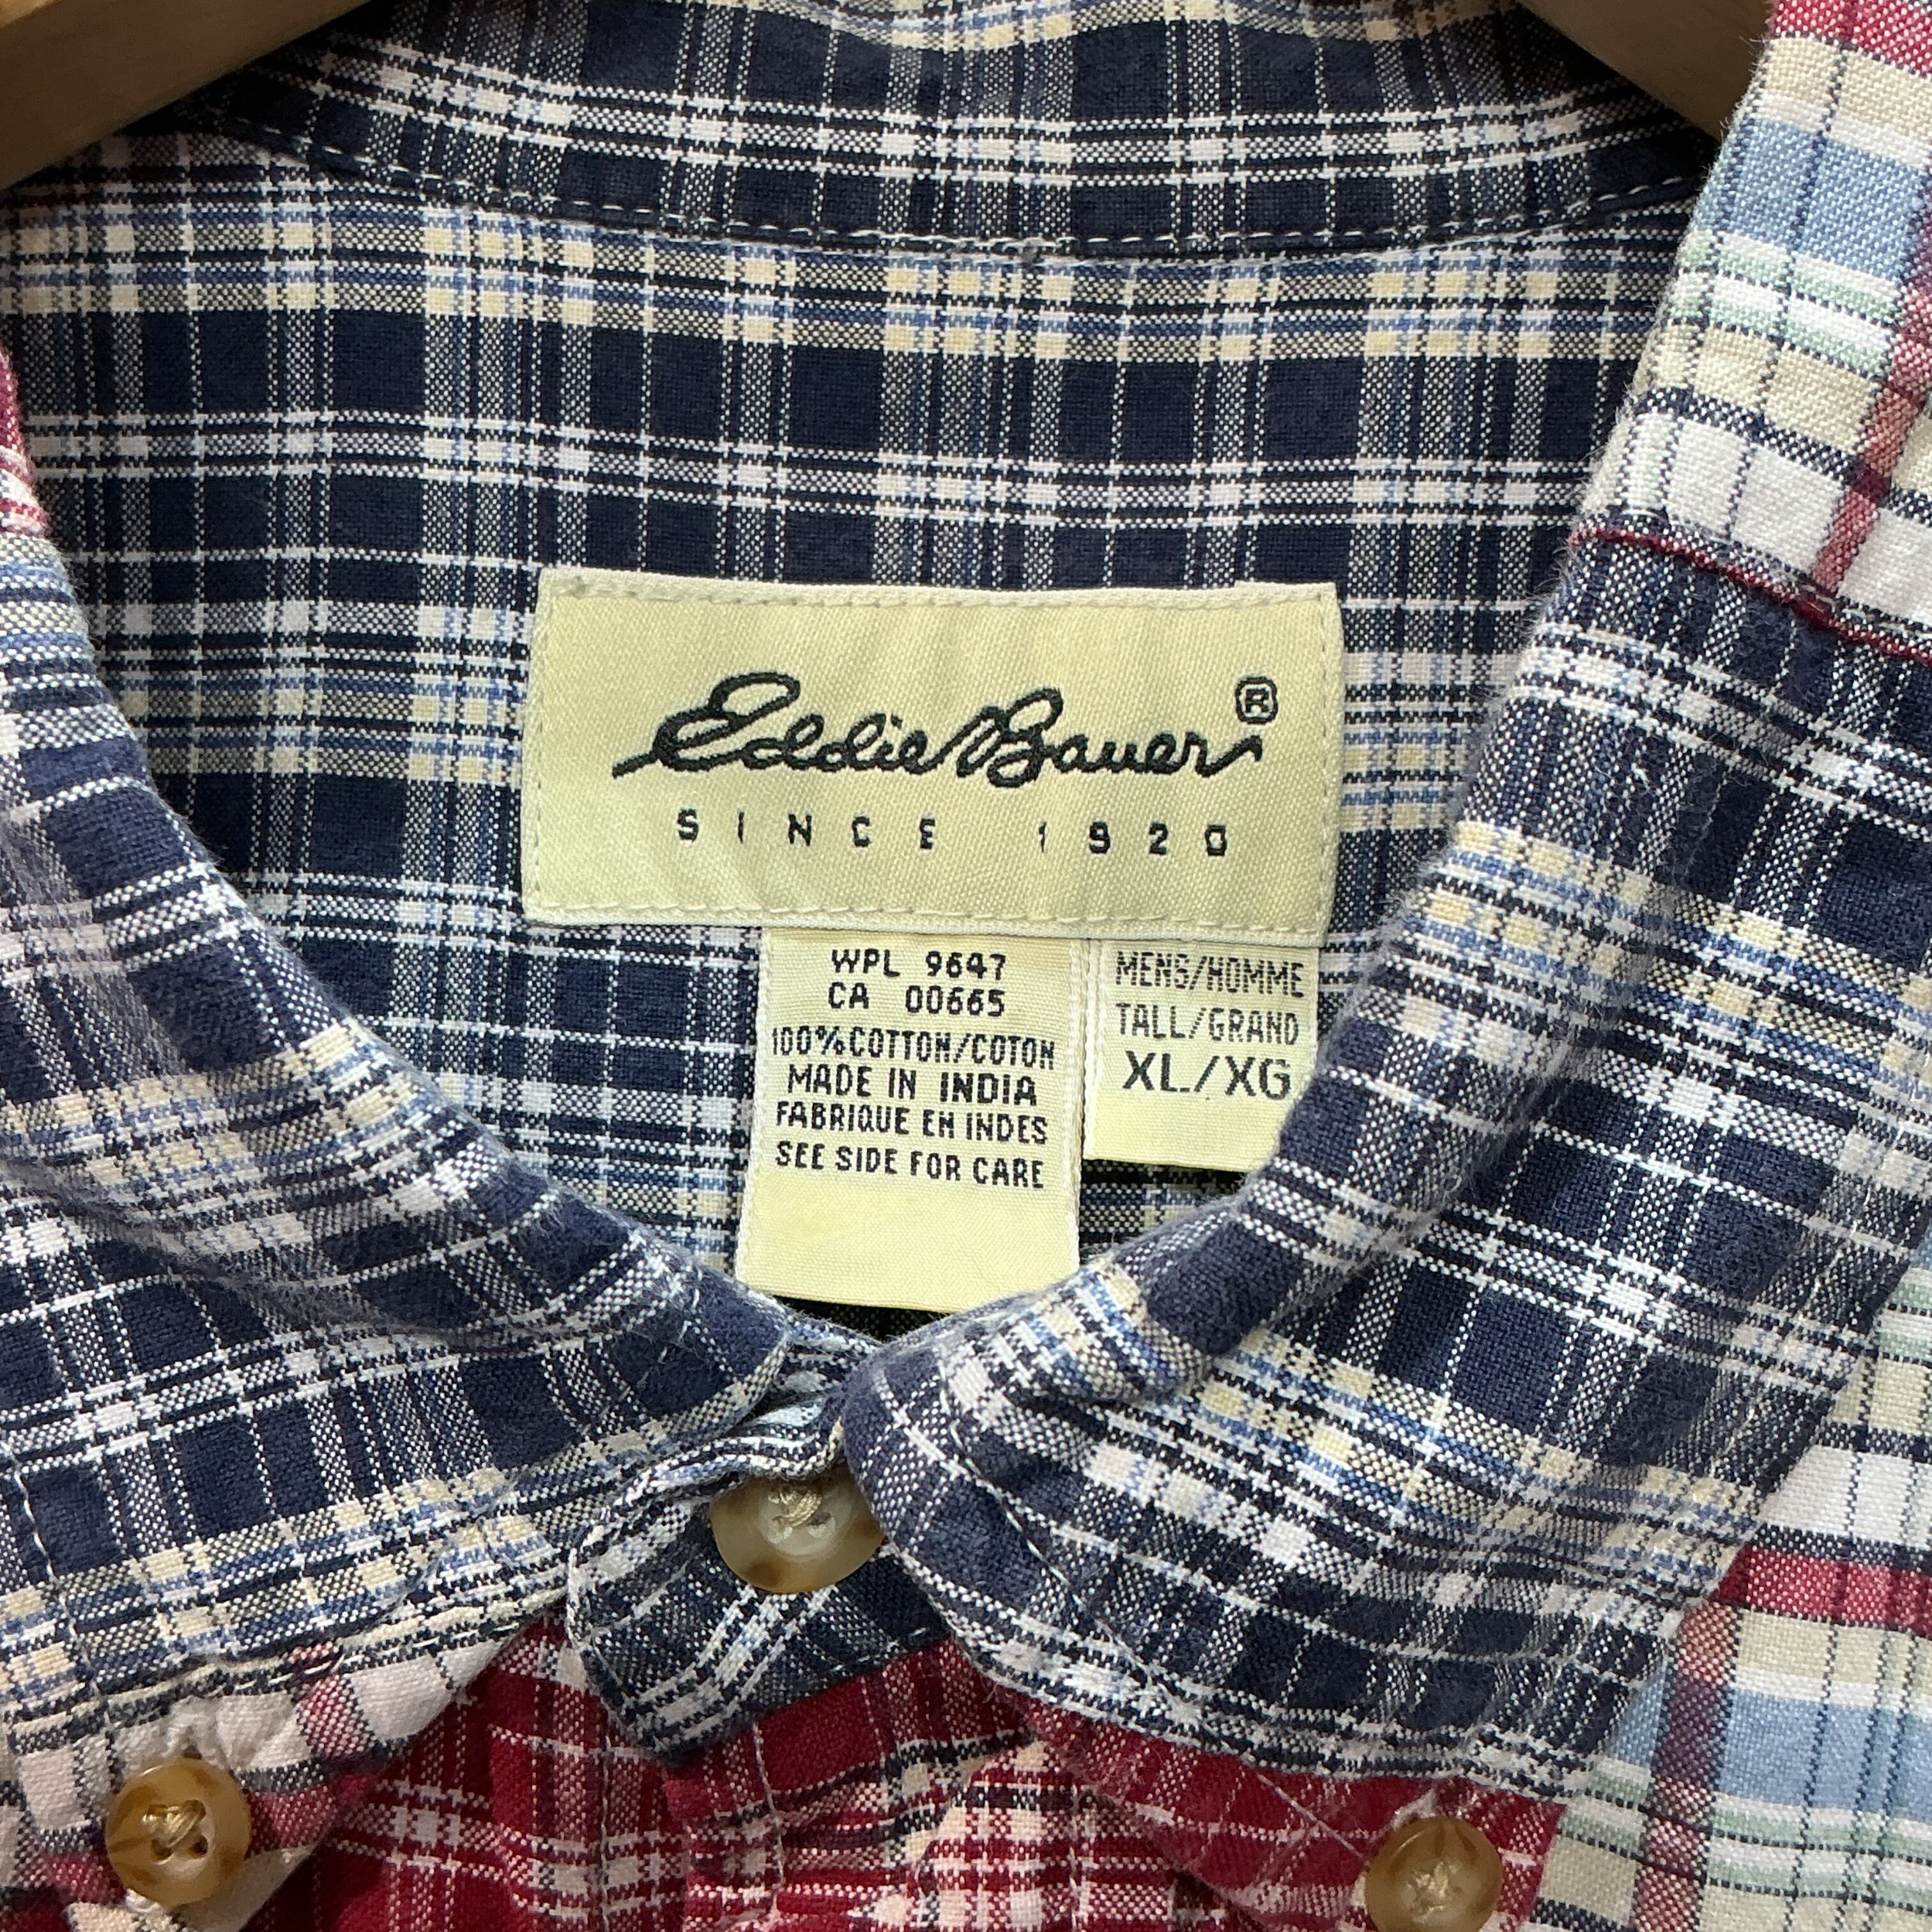 Eddie Bauer ®
SINCE 1920
WPL 9647
CA 00665
100% COTTON/COTON
MADE IN INDIA
FABRIQUE EN INDES
SEE SIDE FOR CARE
MENS/HOMME
TALL/GRAND
XL/XG